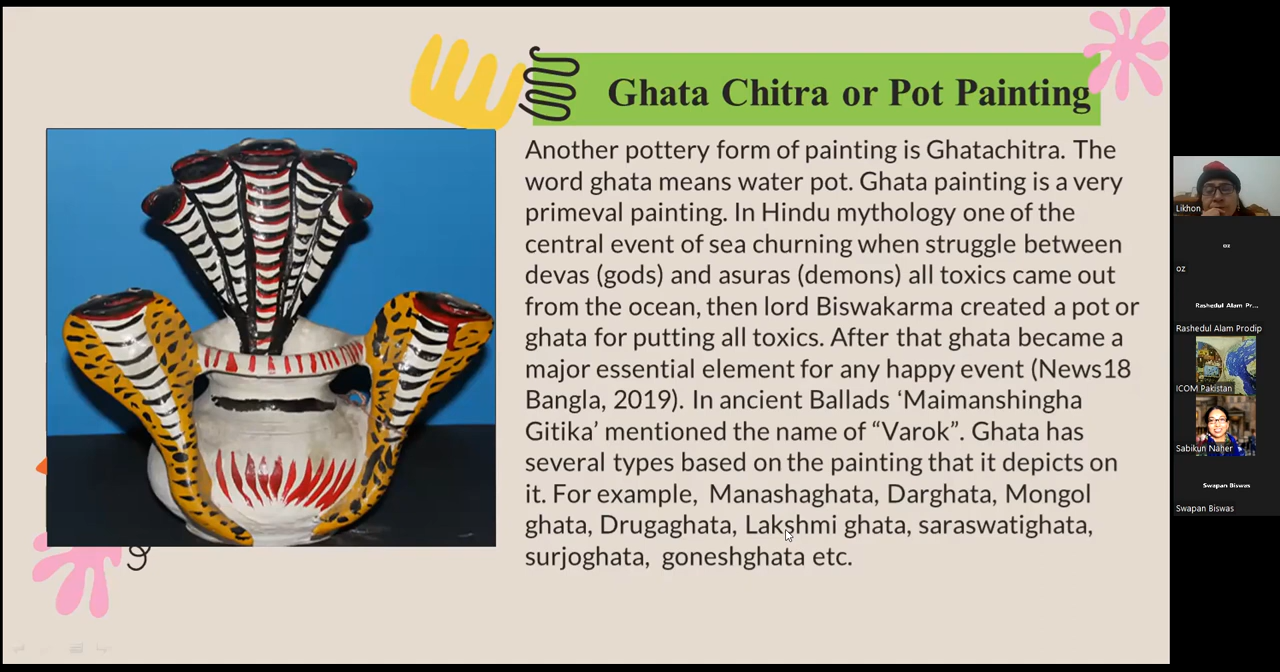 Ghata Chitra or Pot Painting
Another pottery form of painting is Ghatachitra. The
word ghata means water pot. Ghata painting is a very
primeval painting. In Hindu mythology one of the
central event of sea churning when struggle between
devas (gods) and asuras (demons) all toxics came out
from the ocean, then lord Biswakarma created a pot or
ghata for putting all toxics. After that ghata became a
major essential element for any happy event (News18
Bangla, 2019). In ancient Ballads ‘Maimanshingha
Gitika’ mentioned the name of “Varok”. Ghata has
several types based on the painting that it depicts on
it. For example, Manashaghata, Darghata, Mongol
ghata, Drugaghata, Lakshmi ghata, saraswatighata,
surjoghata, goneshghata etc.
Likhon
oz
oz
Rashedul Alam Pr...
Rashedul Alam Prodip
ICOM Pakistan
Sabikun Naher
Swapan Biswas
Swapan Biswas